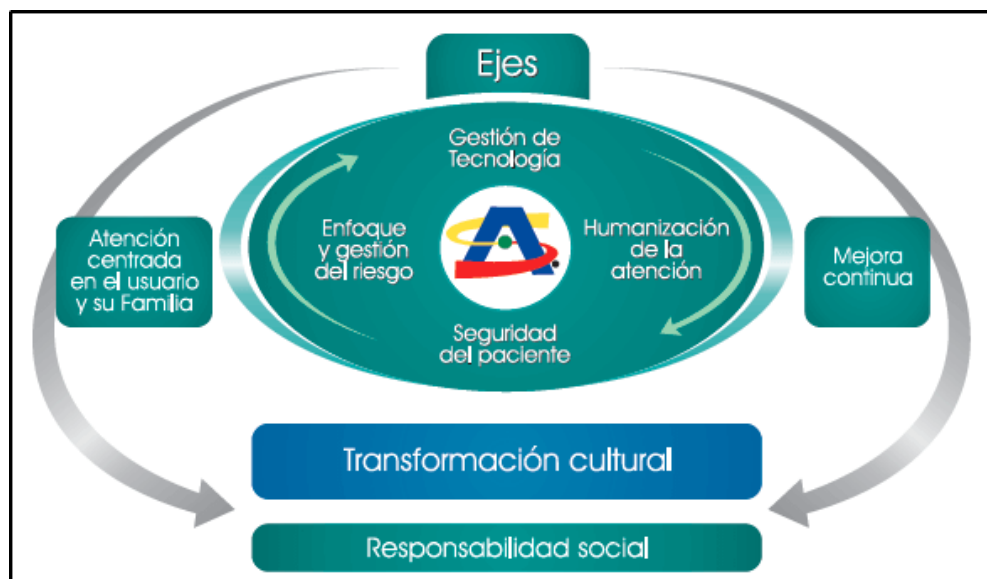 Ejes
Gestión de
Tecnología
Enfoque
y gestión
del riesgo
Humanización
de la
atención
Seguridad
del paciente
Atención
centrada
en el usuario
y su Familia
Mejora
continua
Transformación cultural
Responsabilidad social